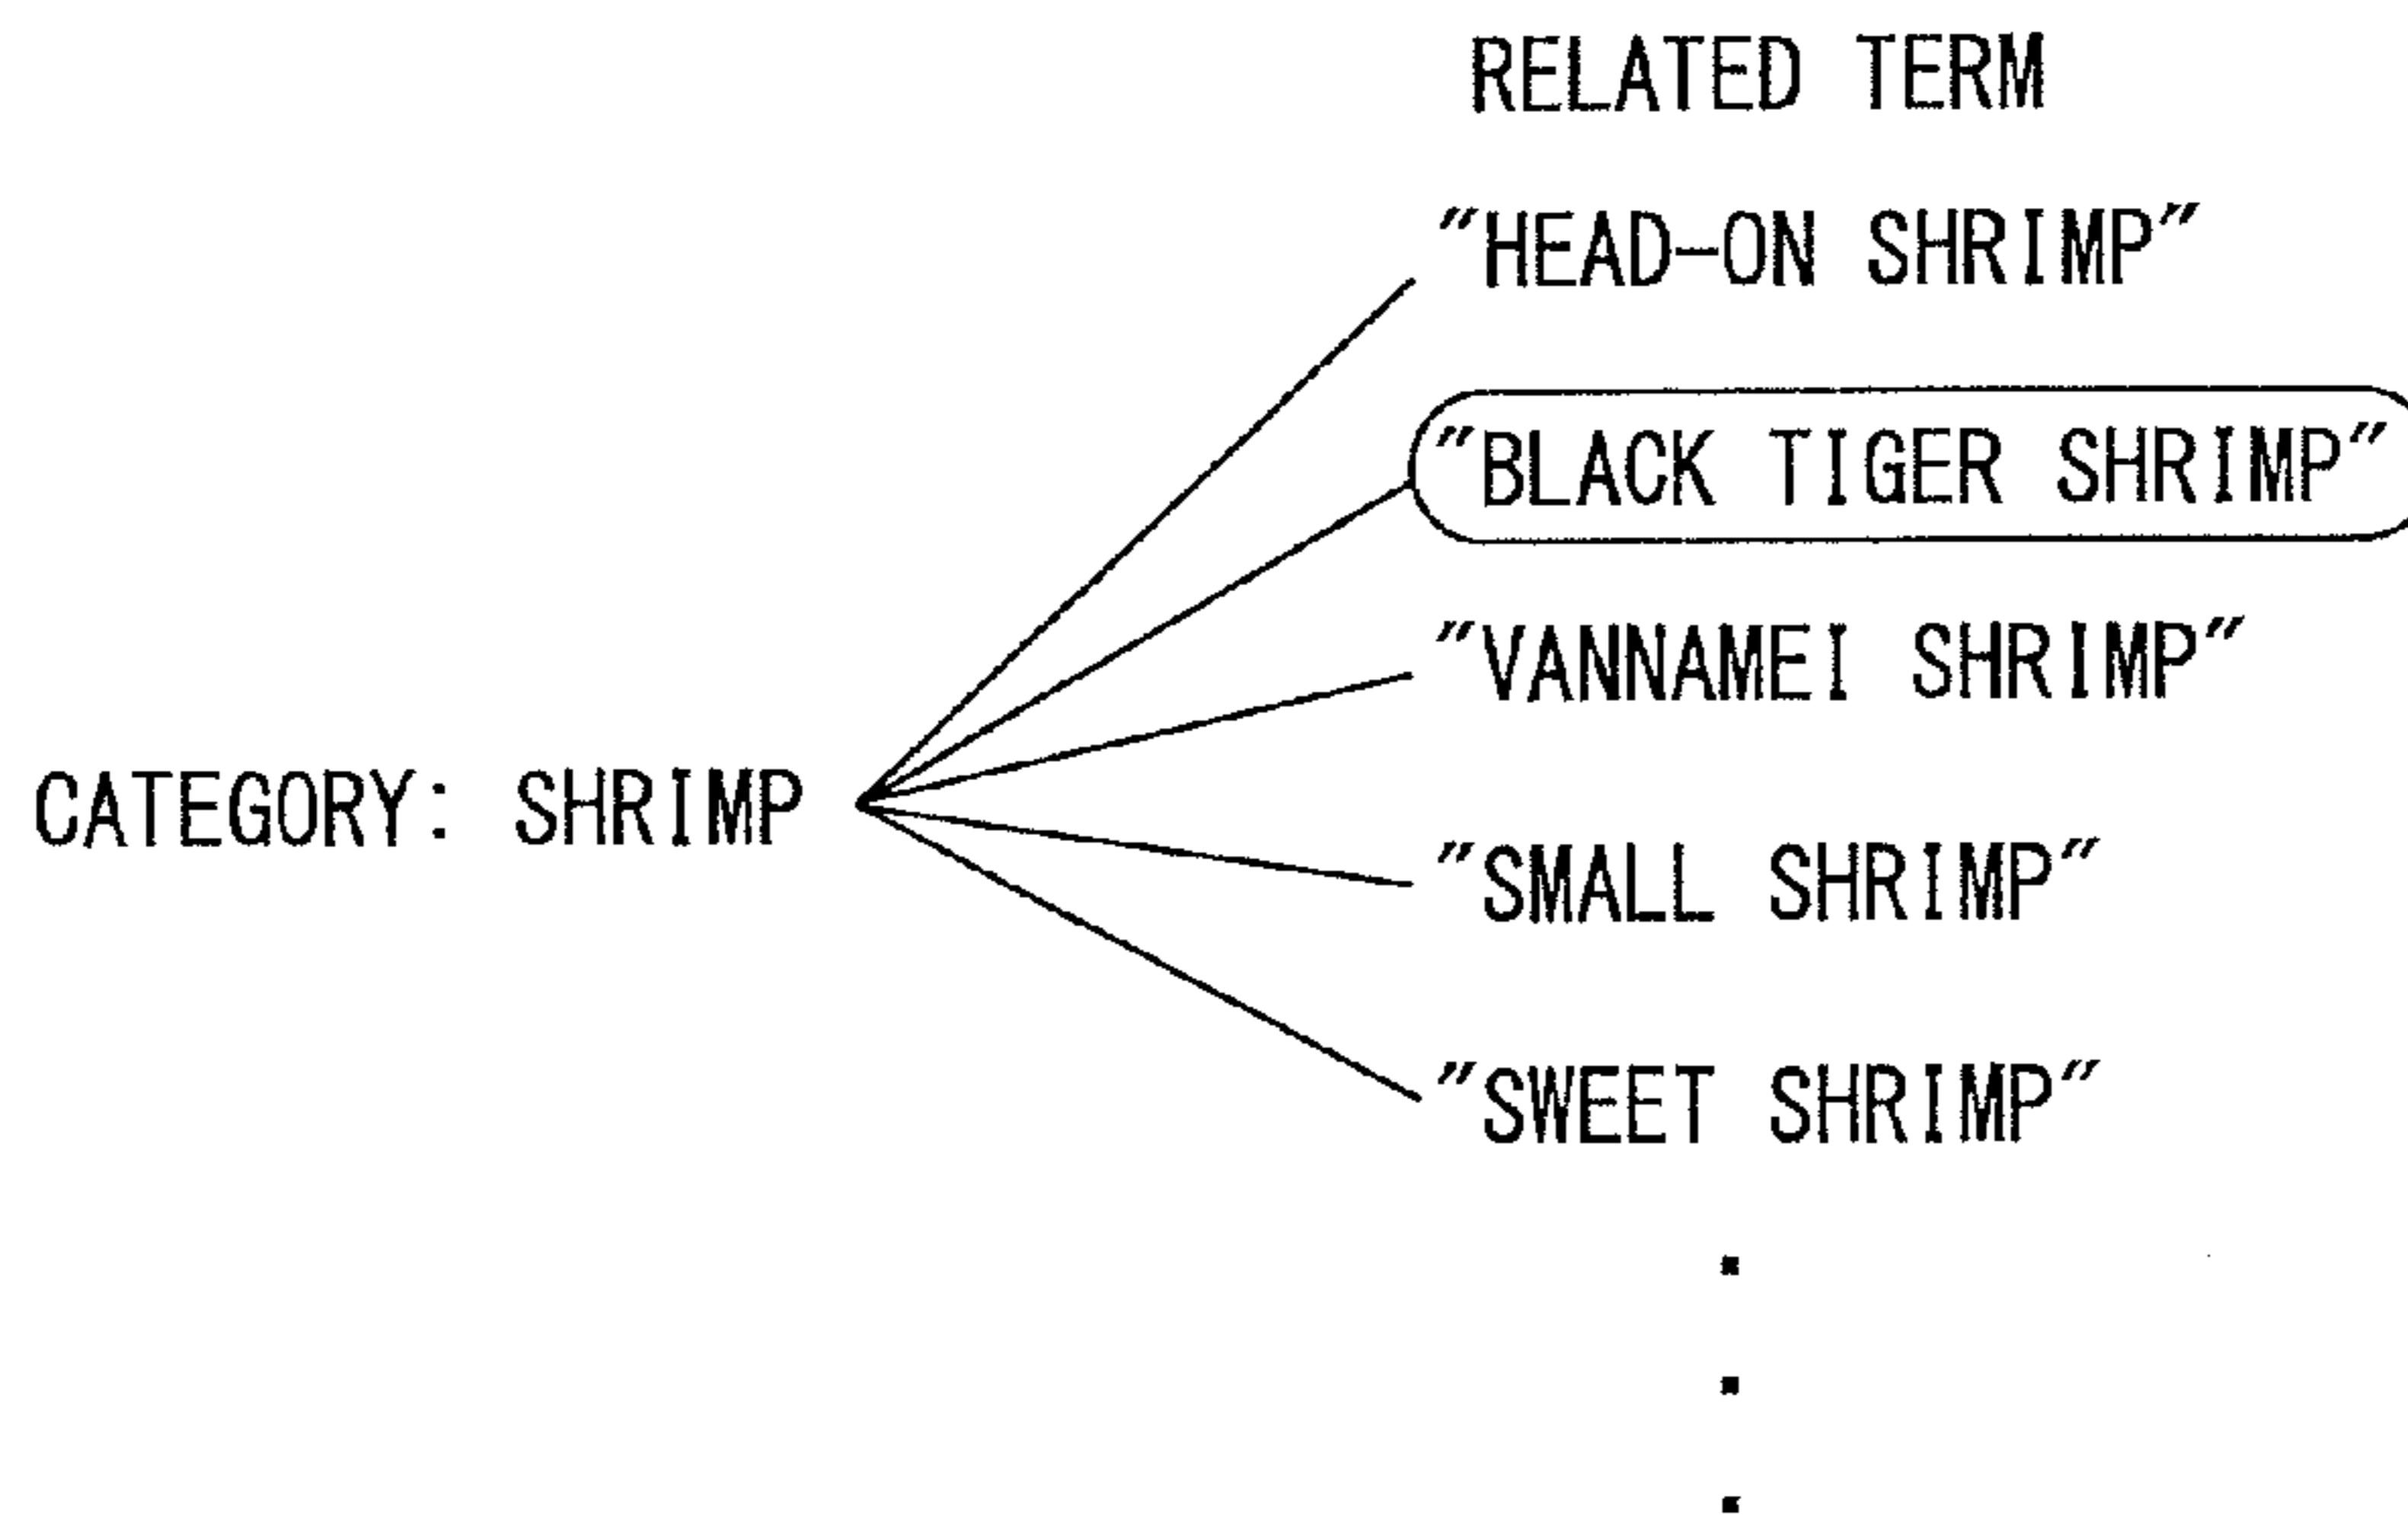 RELATED TERM
"HEAD-ON SHRIMP"
"BLACK TIGER SHRIMP"
"VANNAMEI SHRIMP"
CATEGORY: SHRIMP
"SMALL SHRIMP"
"SWEET SHRIMP"